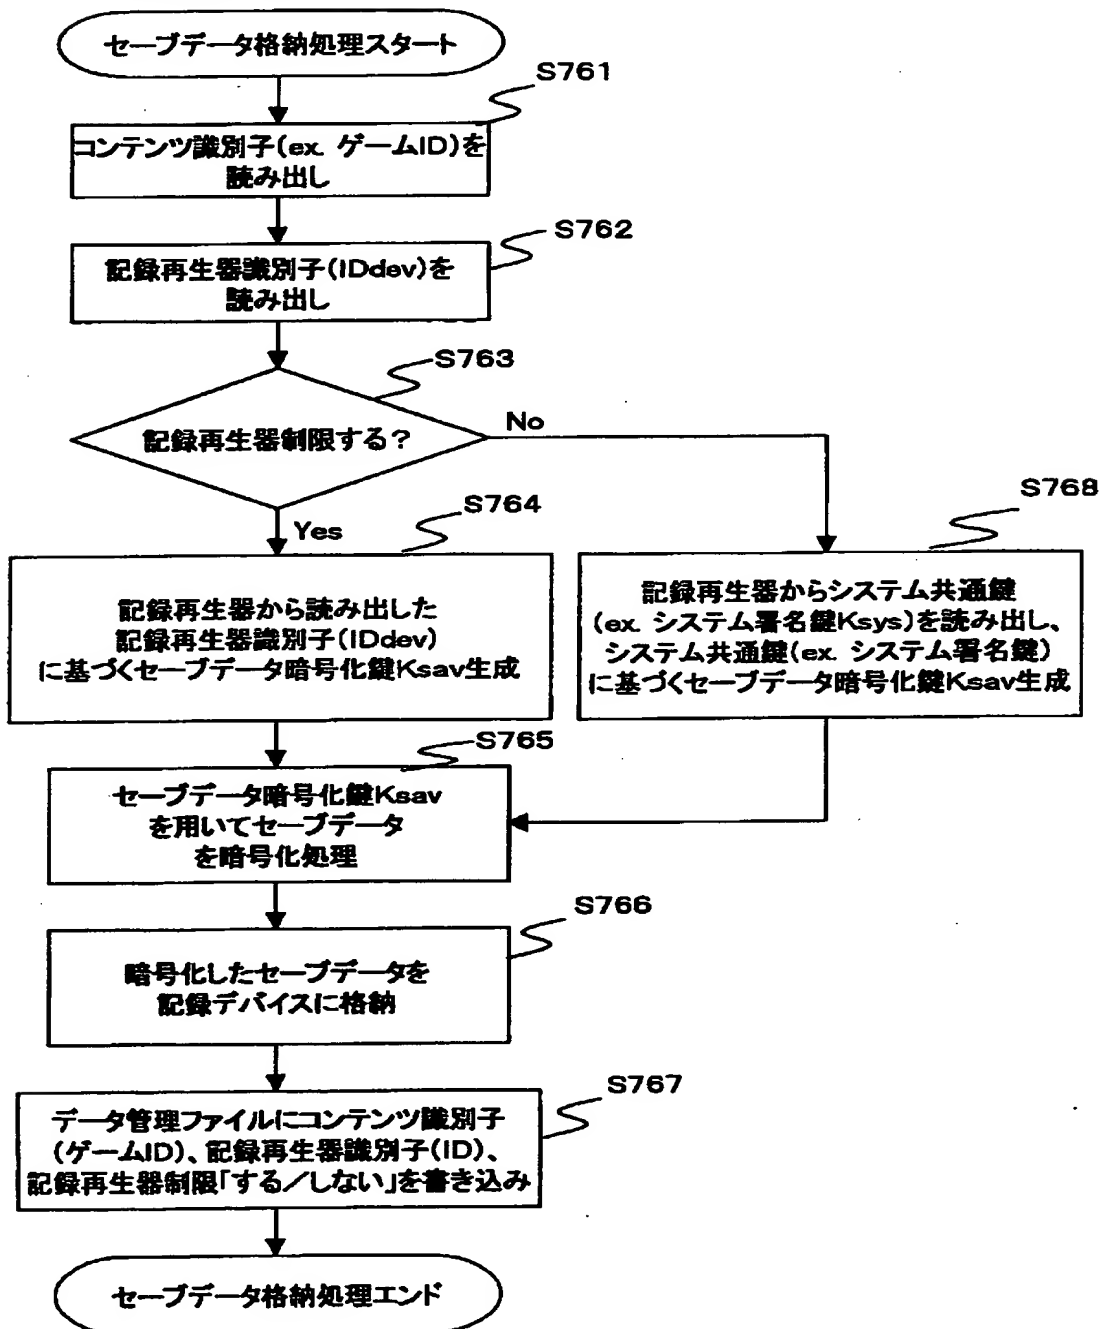 セーブデータ格納処理スタート
S761
コンテンツ識別子(ex. ゲームID)を
読み出し
S762
記録再生器識別子(IDdev)を
読み出し
S763
記録再生器制限する?
No
Yes
S764
記録再生器から読み出した
記録再生器識別子(IDdev)
に基づくセーブデータ暗号化鍵Ksav生成
S768
記録再生器からシステム共通鍵
(ex. システム署名鍵Ksys)を読み出し、
システム共通鍵(ex. システム署名鍵)
に基づくセーブデータ暗号化鍵Ksav生成
S765
セーブデータ暗号化鍵Ksav
を用いてセーブデータ
を暗号化処理
S766
暗号化したセーブデータを
記録デバイスに格納
S767
データ管理ファイルにコンテンツ識別子
(ゲームID)、記録再生器識別子(ID)、
記録再生器制限「する/しない」を書き込み
セーブデータ格納処理エンド